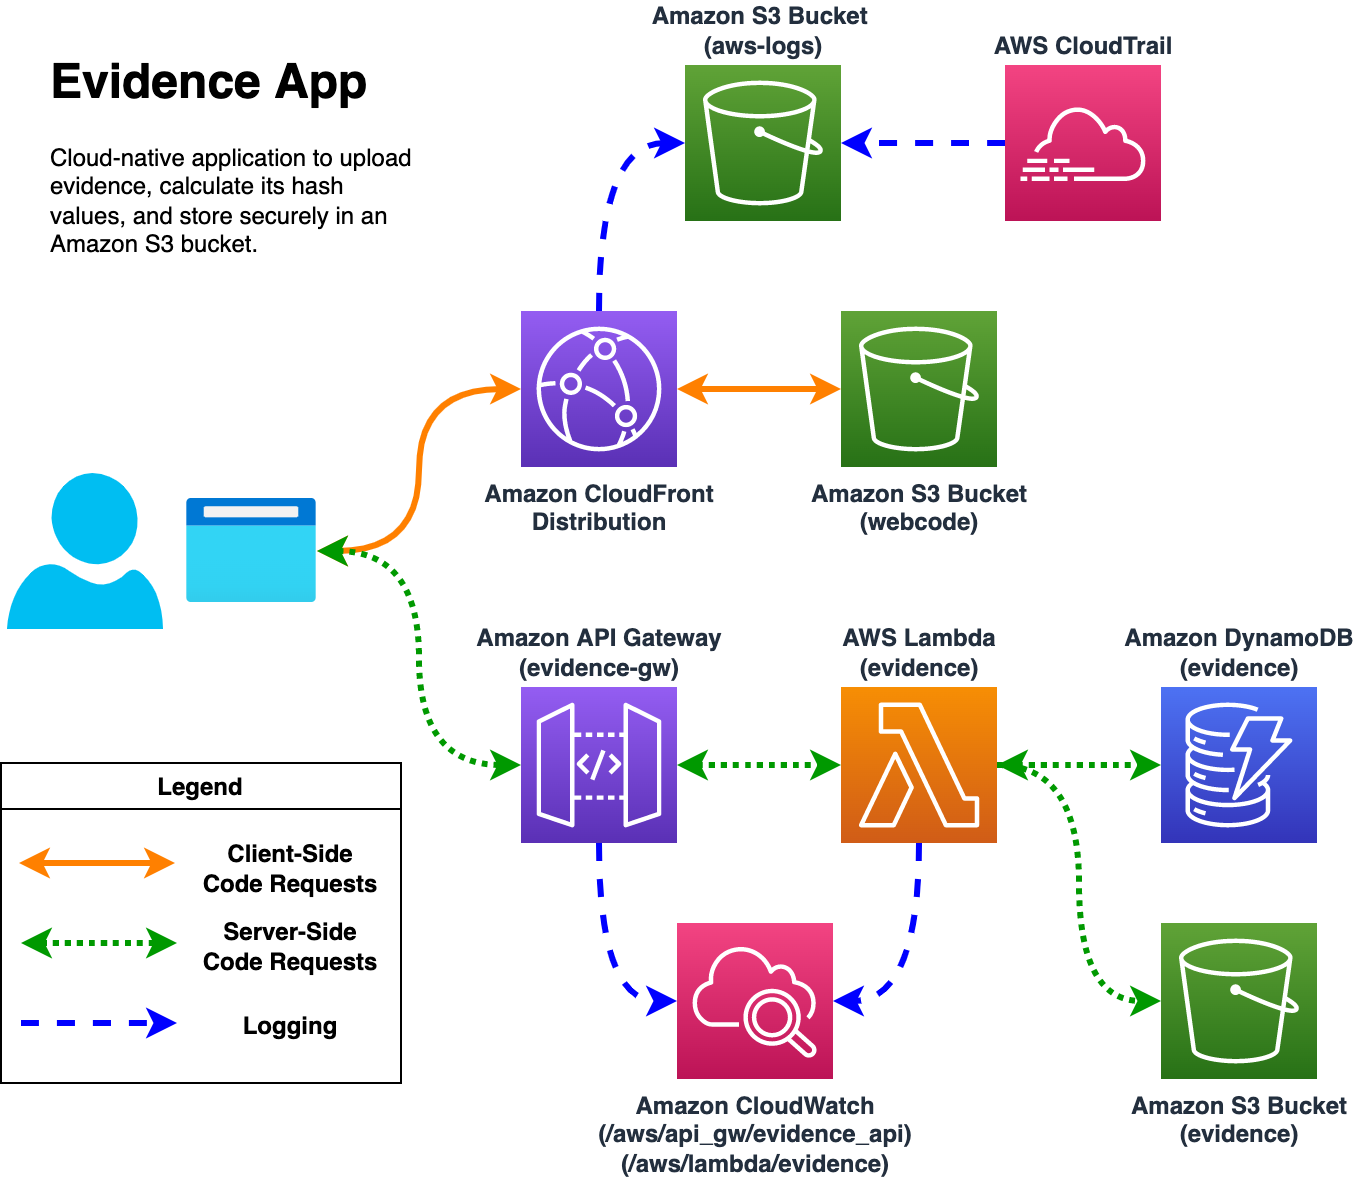 Evidence App
Cloud-native application to upload
evidence, calculate its hash
values, and store securely in an
Amazon S3 bucket.
Amazon S3 Bucket
(aws-logs)
AWS CloudTrail
Amazon CloudFront
Distribution
Amazon S3 Bucket
(webcode)
Amazon API Gateway
(evidence-gw)
</>
AWS Lambda
(evidence)
Amazon DynamoDB
(evidence)
Legend
Client-Side
Code Requests
Server-Side
Code Requests
Logging
Amazon CloudWatch
(/aws/api_gw/evidence_api)
(/aws/lambda/evidence)
Amazon S3 Bucket
(evidence)